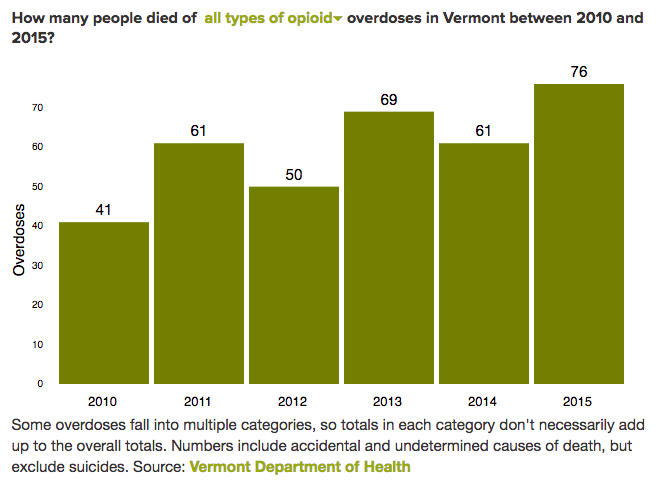 How many people died of all types of opioid▾ overdoses in Vermont between 2010 and
2015?
76
69
61
61
50
41
70
60
50
40
30
20
10
0
Overdoses
2010 2011 2012 2013 2014 2015
Some overdoses fall into multiple categories, so totals in each category don't necessarily add
up to the overall totals. Numbers include accidental and undetermined causes of death, but
exclude suicides. Source: Vermont Department of Health